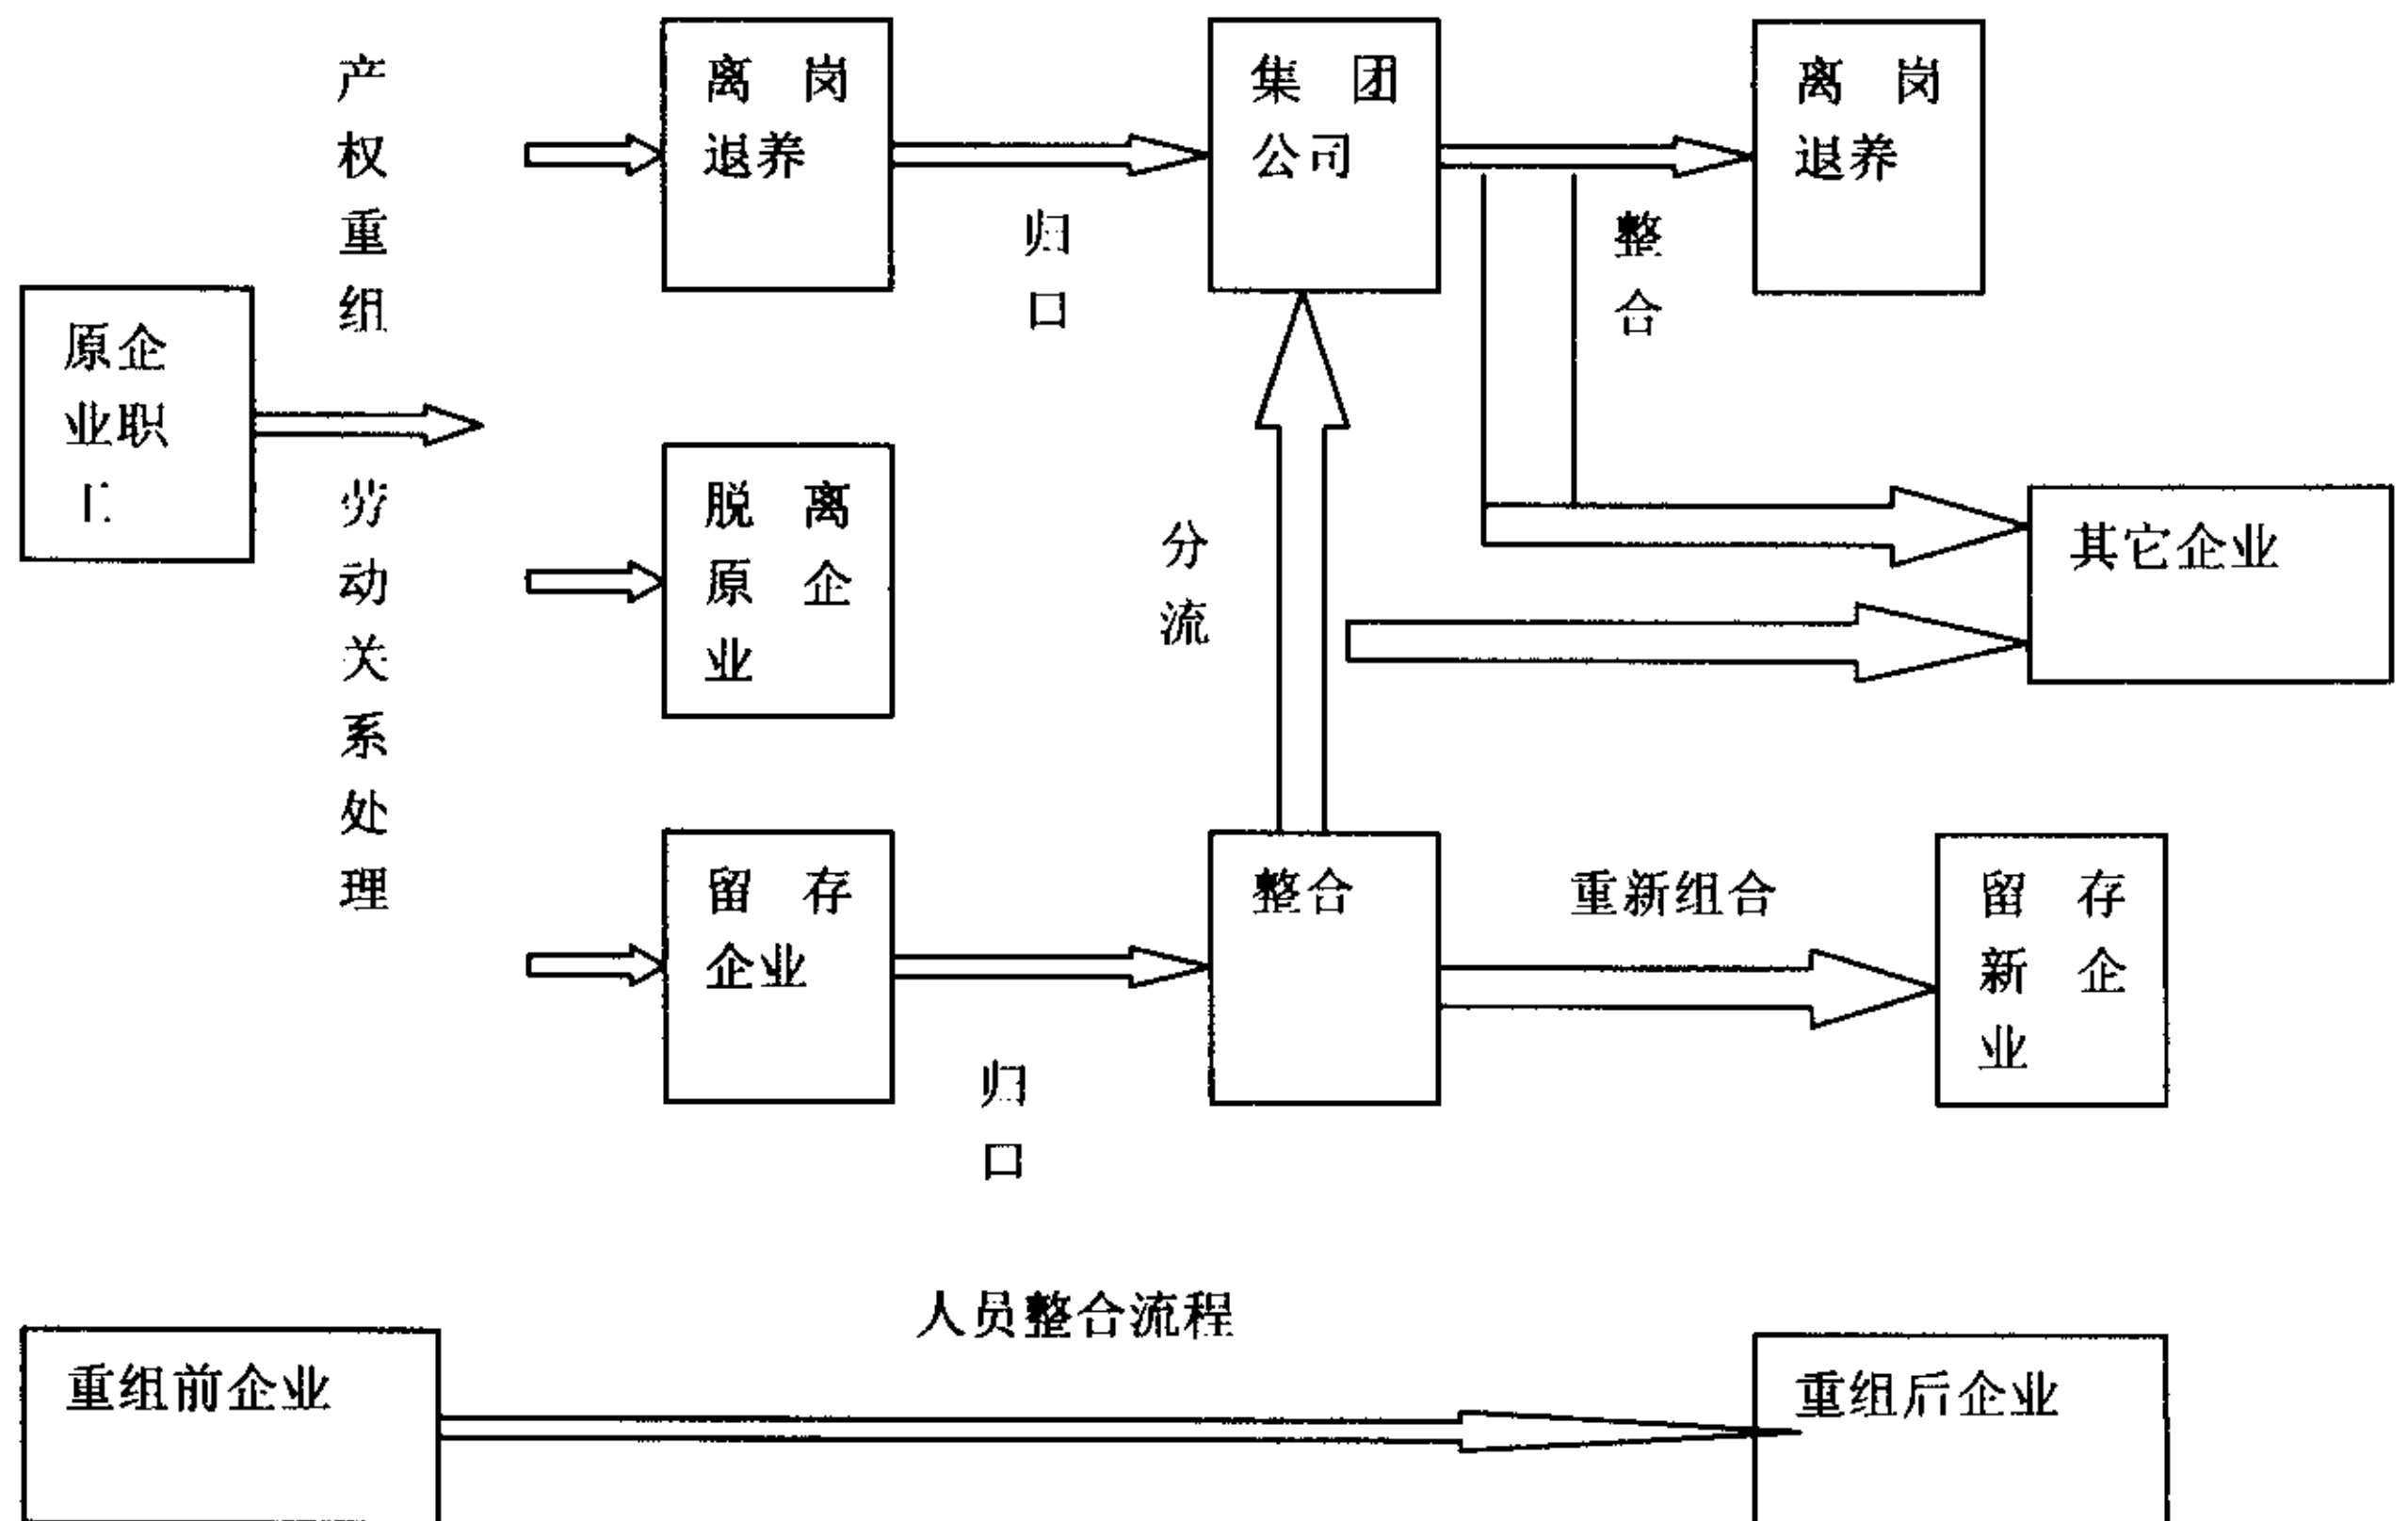 产权重组
劳动关系处理
原企
业职
工
离 岗
退养
归口
集 团
公司
整合
离 岗
退养
脱 离
原 企
业
分流
其它企业
留 存
企业
归口
整合
重新组合
留 存
新 企
业
人员整合流程
重组前企业
重组后企业